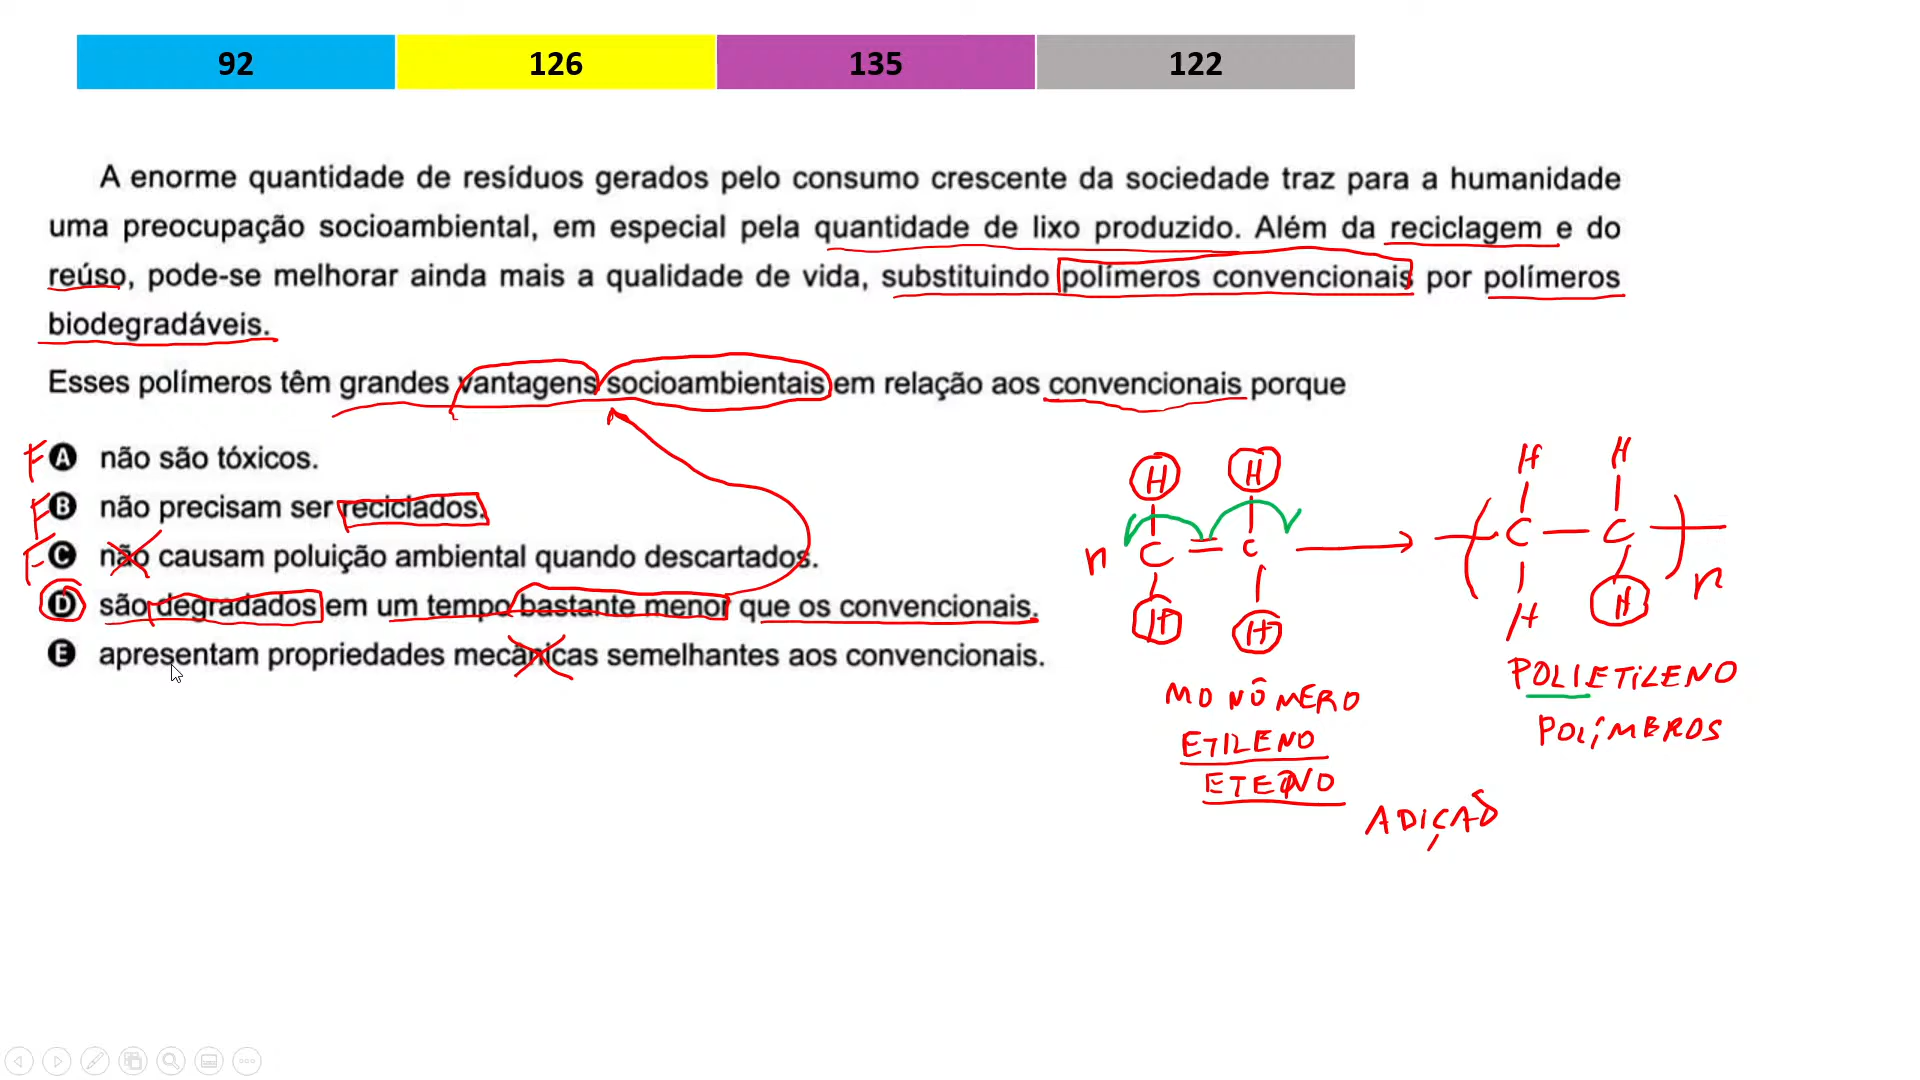 92 126 135 122
A enorme quantidade de resíduos gerados pelo consumo crescente da sociedade traz para a humanidade
uma preocupação socioambiental, em especial pela quantidade de lixo produzido. Além da reciclagem e do
reúso, pode-se melhorar ainda mais a qualidade de vida, substituindo polímeros convencionais por polímeros
biodegradáveis.
Esses polímeros têm grandes vantagens socioambientais em relação aos convencionais porque
F A não são tóxicos.
F B não precisam ser reciclados.
F C não causam poluição ambiental quando descartados.
D são degradados em um tempo bastante menor que os convencionais.
E apresentam propriedades mecânicas semelhantes aos convencionais.
H H H H
n C = C C C n
H H H H
MONÔMERO
ETILENO
POLIETILENO
POLÍMEROS
ADIÇÃO